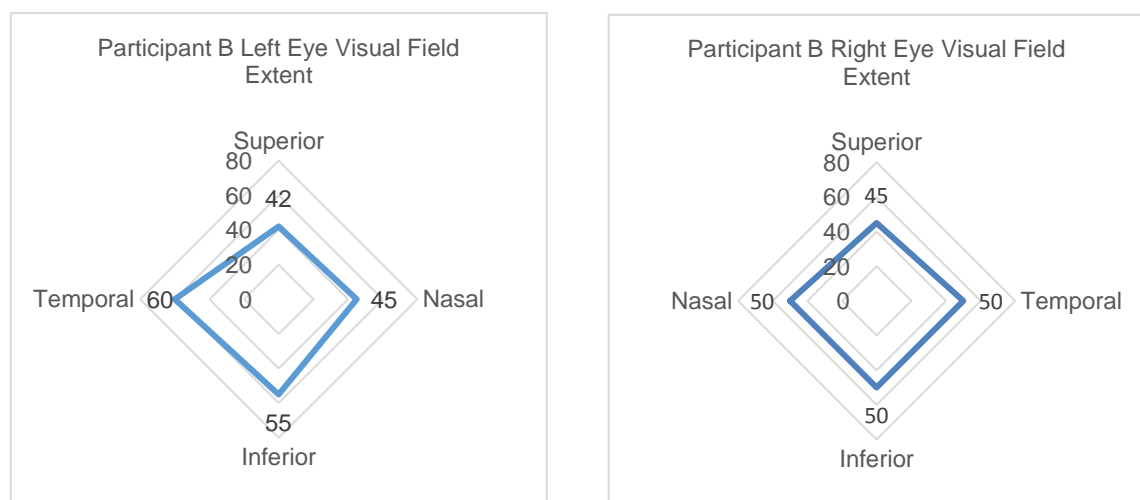 Participant B Left Eye Visual Field
Extent
Superior
80
60
42
40
20
0
Temporal
60
45
Nasal
55
Inferior
Participant B Right Eye Visual Field
Extent
Superior
80
60
45
40
20
0
Nasal
50
50
Temporal
50
Inferior